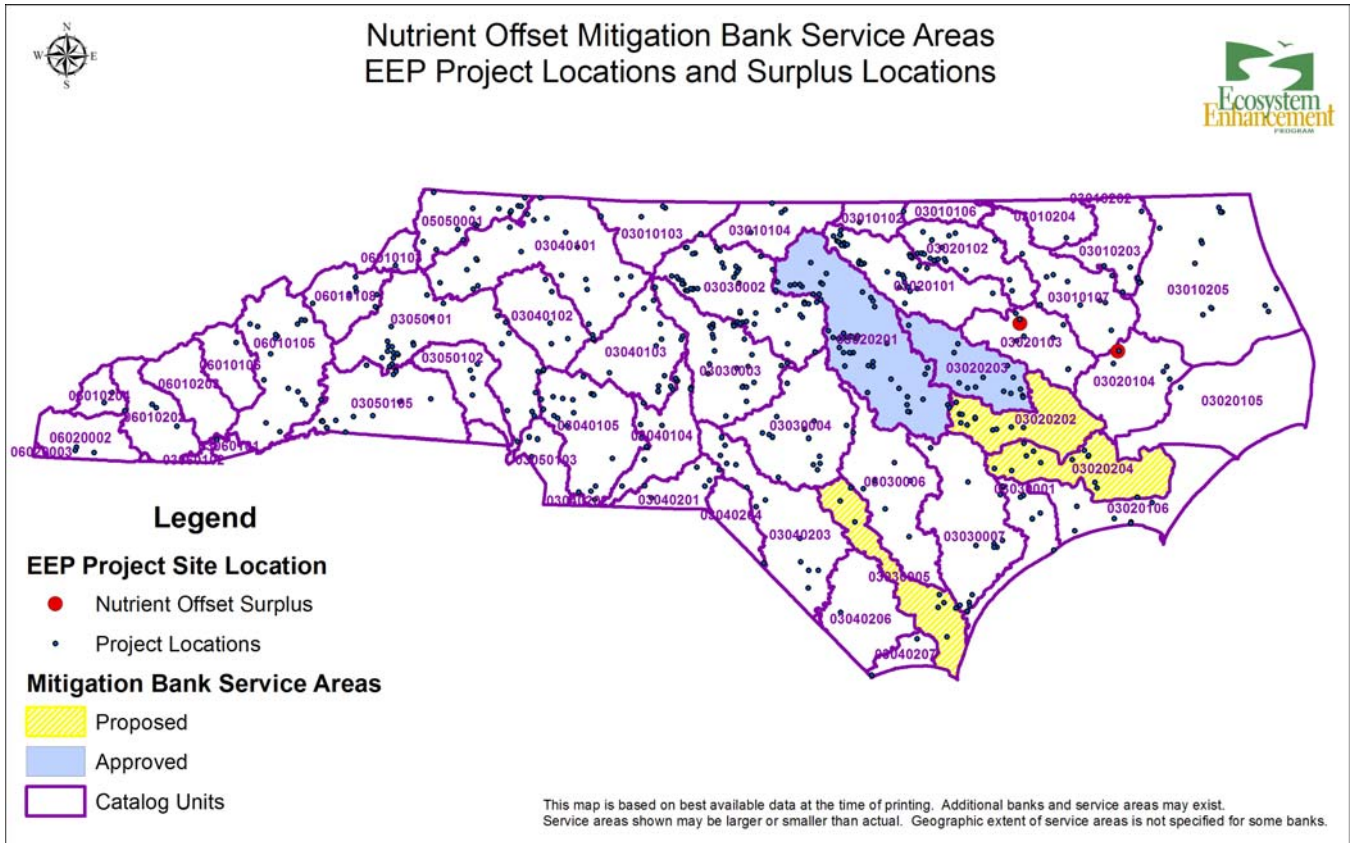 Nutrient Offset Mitigation Bank Service Areas
EEP Project Locations and Surplus Locations
N
W E
S
Ecosystem
Enhancement
PROGRAM
03010202
05050001
03010103
03010104
03010102
03010106
03010204
03040101
03020102
03010203
06010103
03030002
03020101
03010107
03010205
06010108
03050101
03040102
03020103
06010105
03040103
03020201
03050102
06010106
03030003
03020203
03020104
06010203
03050105
03020105
06010204
06010202
03040105
03040104
03030004
03020202
06020002
06020003
03060102
03060101
03050103
03020204
03030006
03030001
03040202
03040201
03040204
03020106
03040203
03030007
03030005
03040206
03040207
Legend
EEP Project Site Location
Nutrient Offset Surplus
Project Locations
Mitigation Bank Service Areas
Proposed
Approved
Catalog Units
This map is based on best available data at the time of printing. Additional banks and service areas may exist.
Service areas shown may be larger or smaller than actual. Geographic extent of service areas is not specified for some banks.